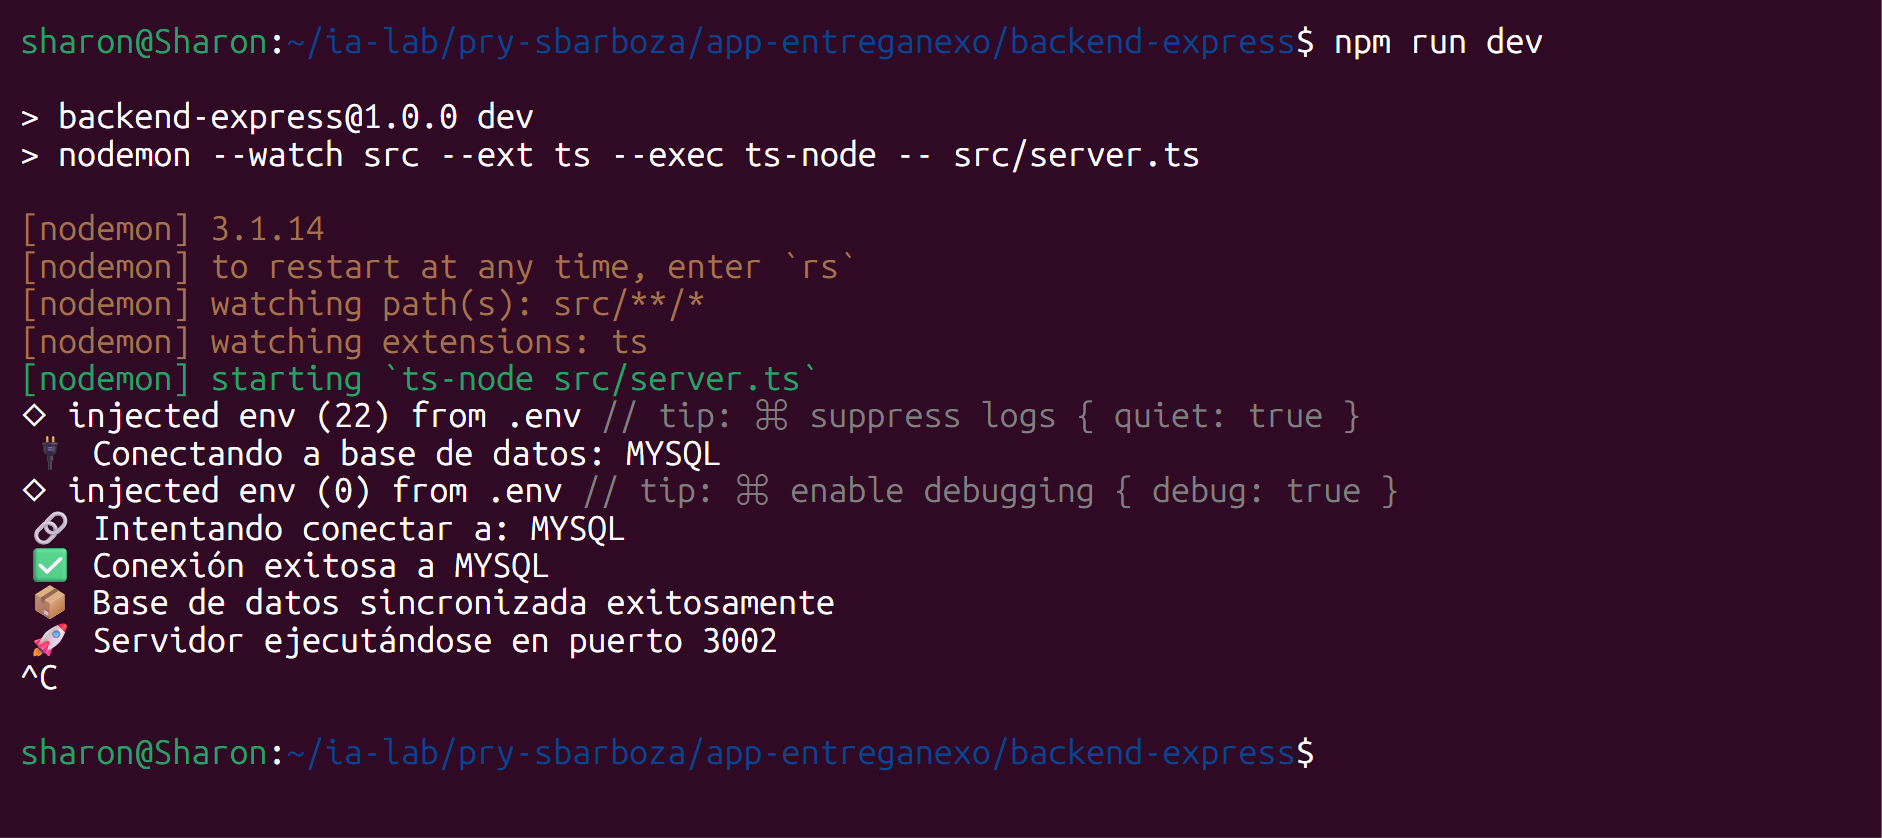 sharon@Sharon:~/ia-lab/pry-sbarboza/app-entreganexo/backend-express$ npm run dev
> backend-express@1.0.0 dev
> nodemon --watch src --ext ts --exec ts-node -- src/server.ts
[nodemon] 3.1.14
[nodemon] to restart at any time, enter `rs`
[nodemon] watching path(s): src/**/*
[nodemon] watching extensions: ts
[nodemon] starting `ts-node src/server.ts`
◇ injected env (22) from .env // tip: ⌘ suppress logs { quiet: true }
🔌 Conectando a base de datos: MYSQL
◇ injected env (0) from .env // tip: ⌘ enable debugging { debug: true }
🔗 Intentando conectar a: MYSQL
✅ Conexión exitosa a MYSQL
📦 Base de datos sincronizada exitosamente
🚀 Servidor ejecutándose en puerto 3002
^C
sharon@Sharon:~/ia-lab/pry-sbarboza/app-entreganexo/backend-express$